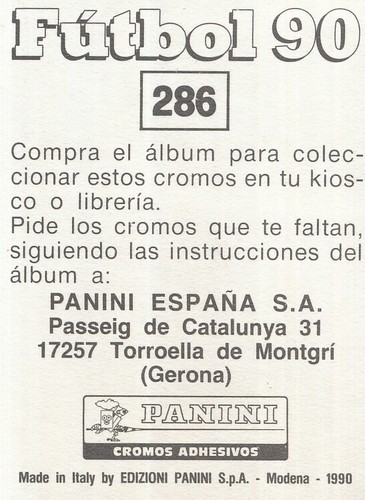 Fútbol 90
286
Compra el álbum para colec-
cionar estos cromos en tu kios-
co o librería.
Pide los cromos que te faltan,
siguiendo las instrucciones del
álbum a:
PANINI ESPAÑA S.A.
Passeig de Catalunya 31
17257 Torroella de Montgrí
(Gerona)
PANINI
CROMOS ADHESIVOS
Made in Italy by EDIZIONI PANINI S.p.A. - Modena - 1990